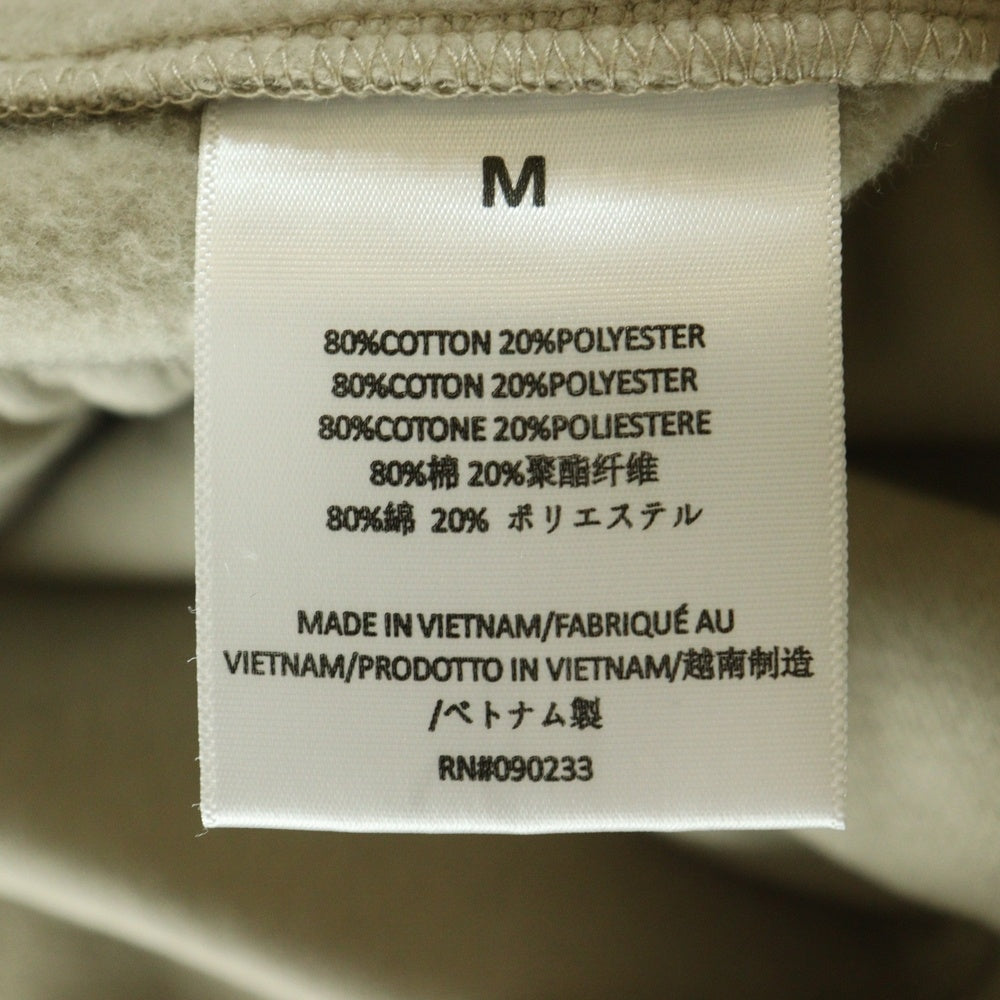 M
80%COTTON 20%POLYESTER
80%COTON 20%POLYESTER
80%COTONE 20%POLIESTERE
80%棉 20%聚酯纤维
80%綿 20% ポリエステル
MADE IN VIETNAM/FABRIQUÉ AU
VIETNAM/PRODOTTO IN VIETNAM/越南制造
/ベトナム製
RN#090233